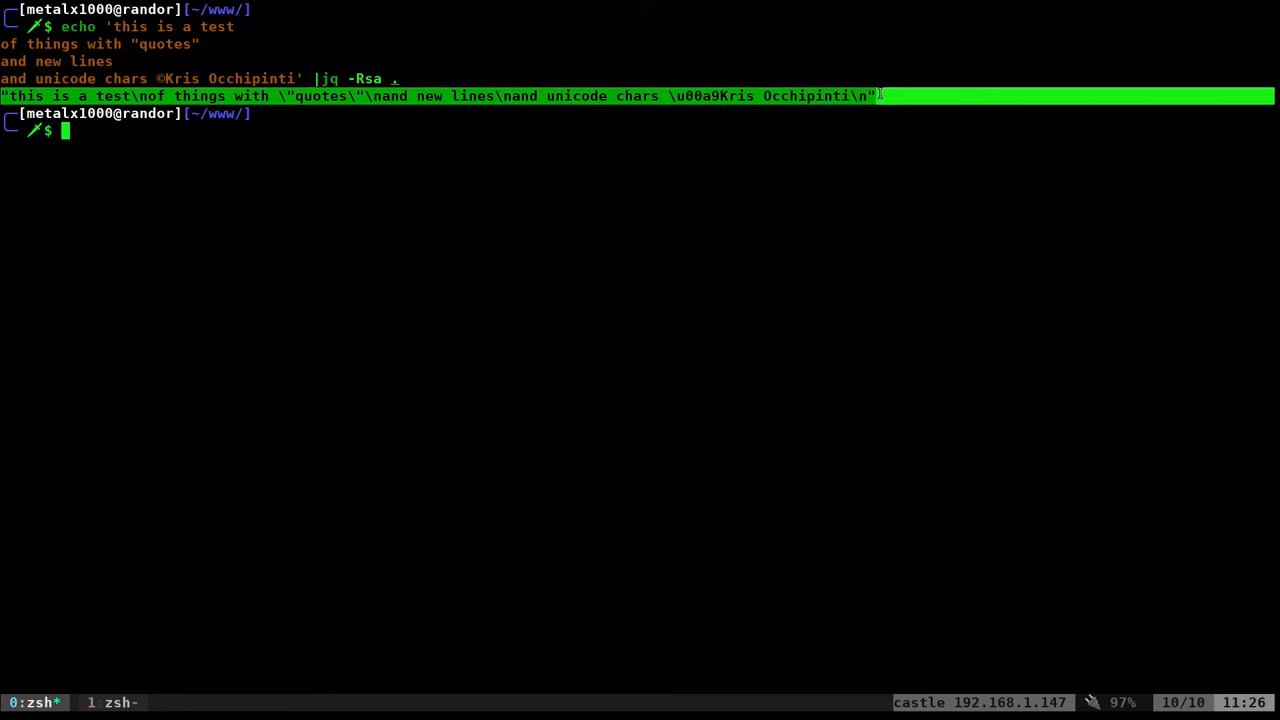 [metalx1000@randor][~/www/]
$ echo 'this is a test
of things with "quotes"
and new lines
and unicode chars ©Kris Occhipinti' |jq -Rsa .
"this is a test\nof things with \"quotes\"\nand new lines\nand unicode chars \u00a9Kris Occhipinti\n"
[metalx1000@randor][~/www/]
$
0:zsh* 1:zsh- castle 192.168.1.147 97% 10/10 11:26